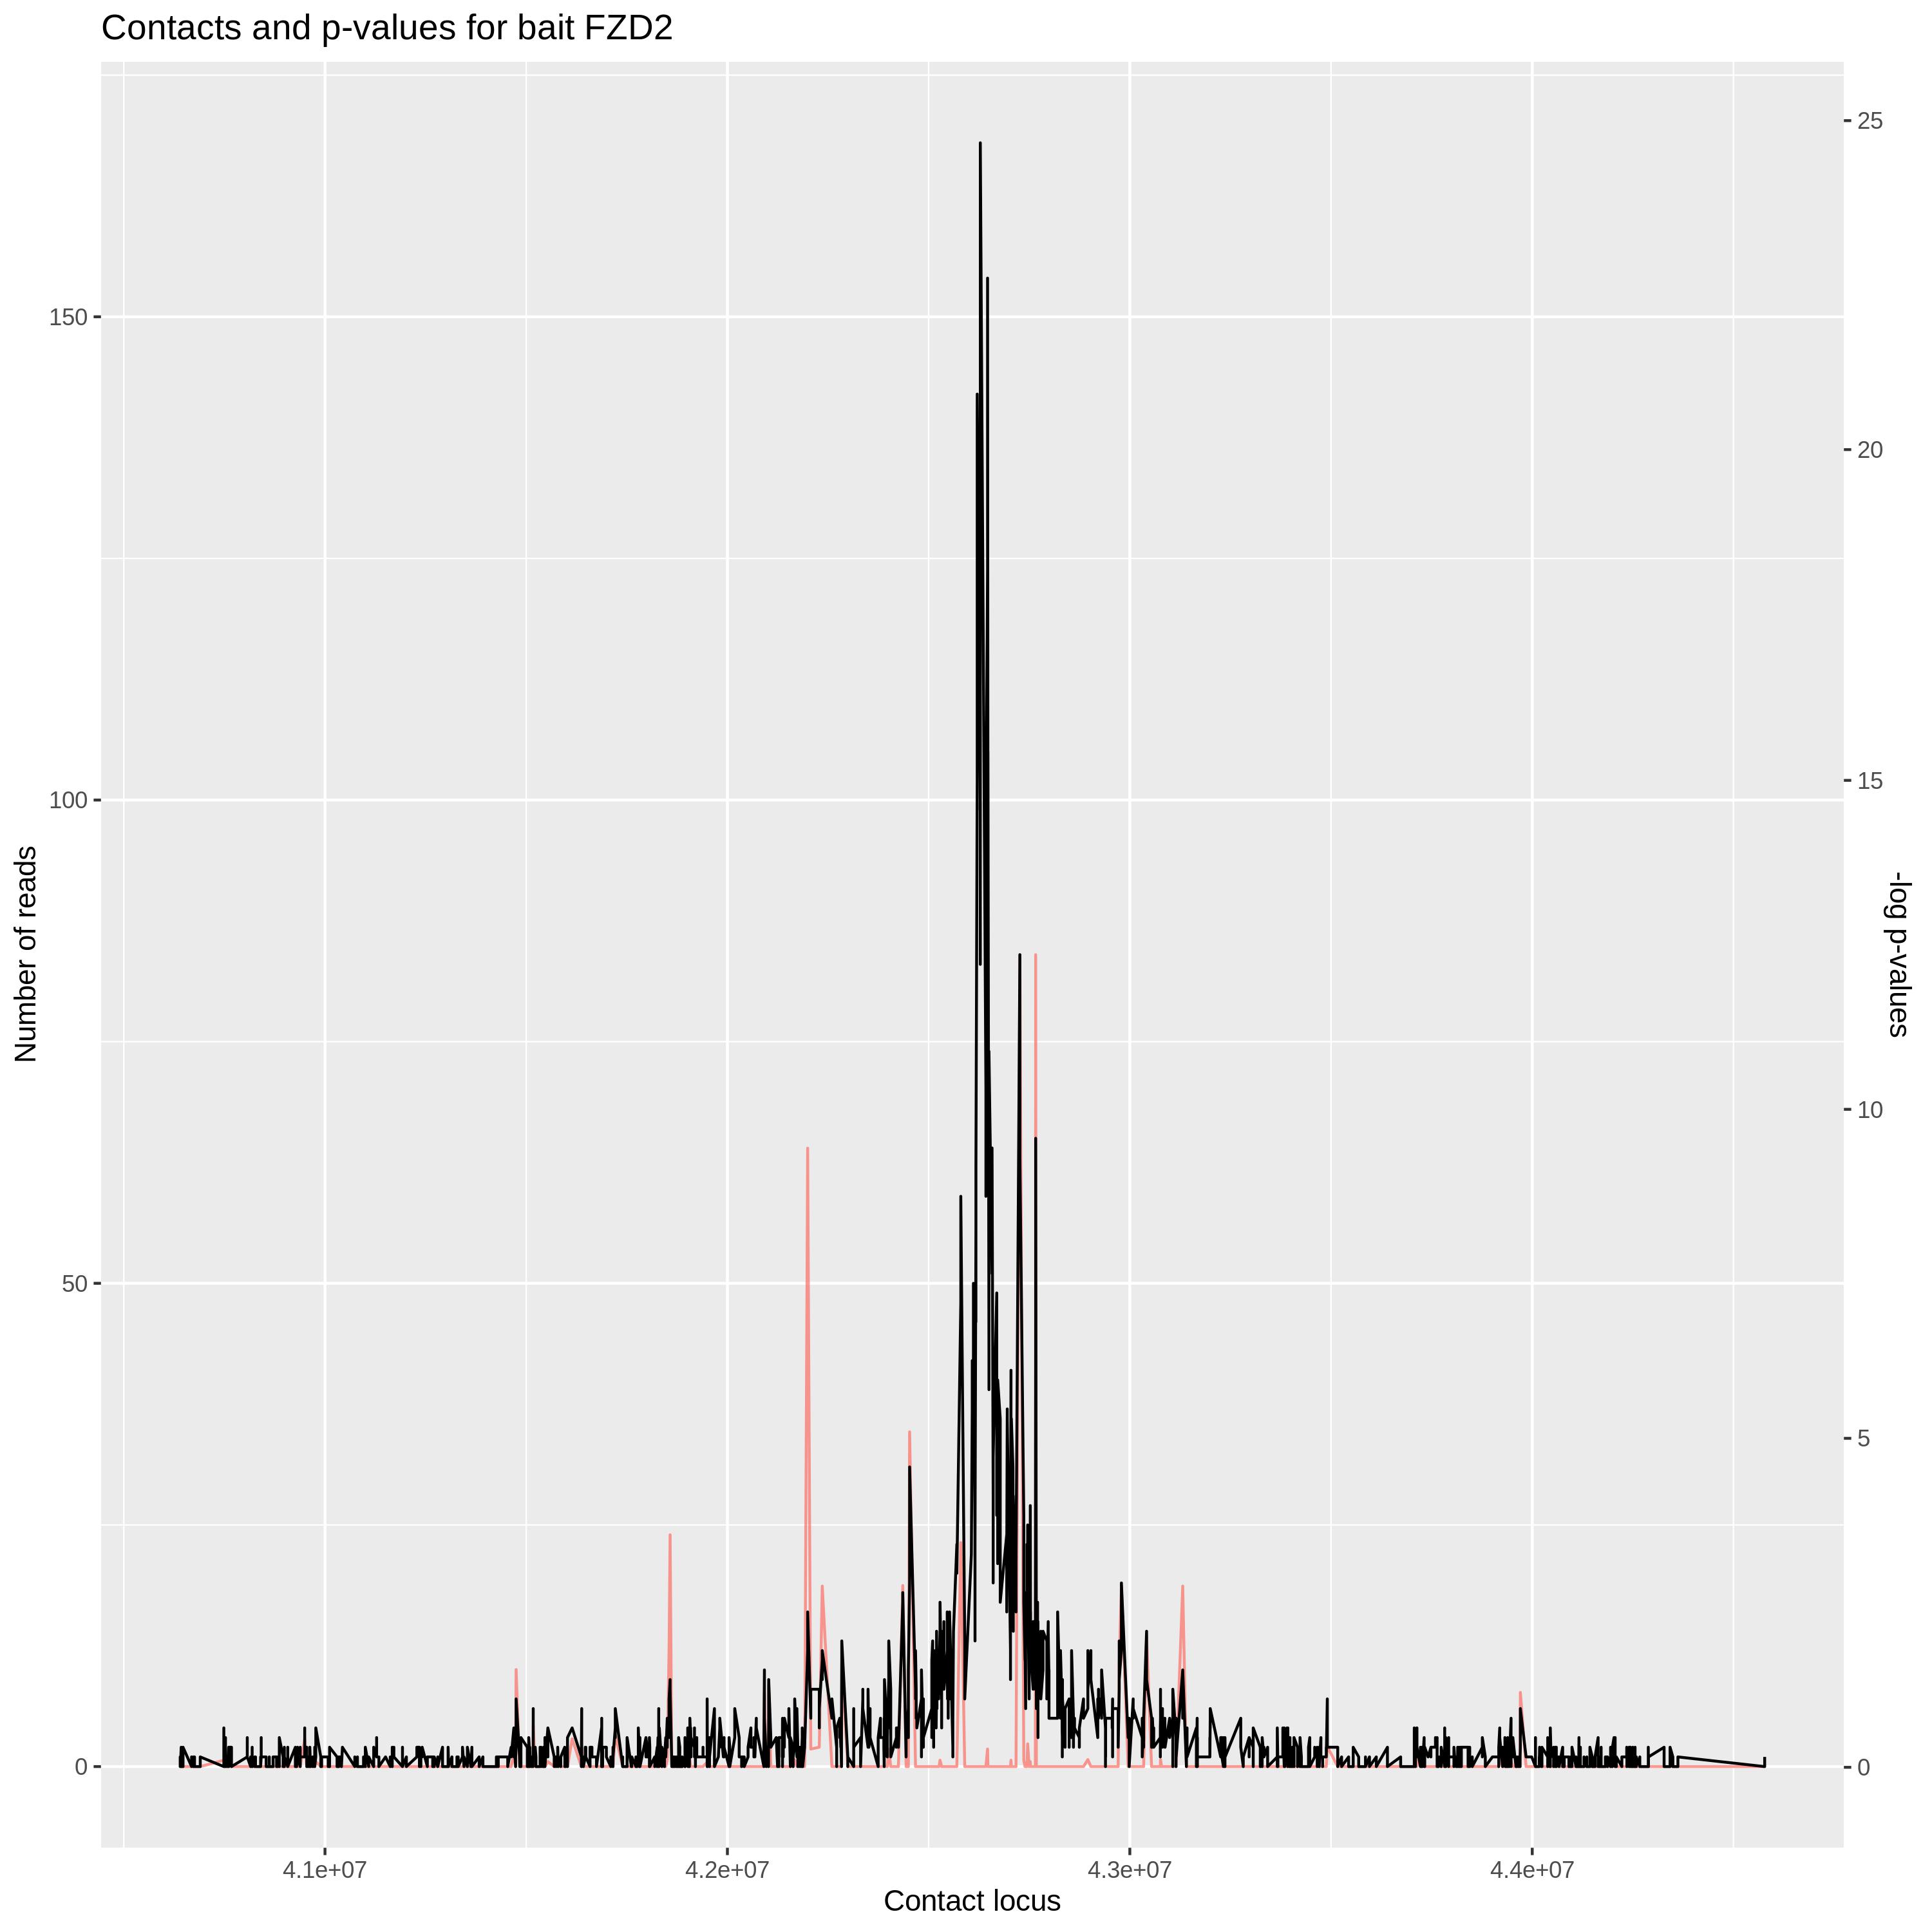 Contacts and p-values for bait FZD2
Number of reads
150
100
50
0
25
20
15
10
5
0
-log p-values
4.1e+07
4.2e+07
4.3e+07
4.4e+07
Contact locus